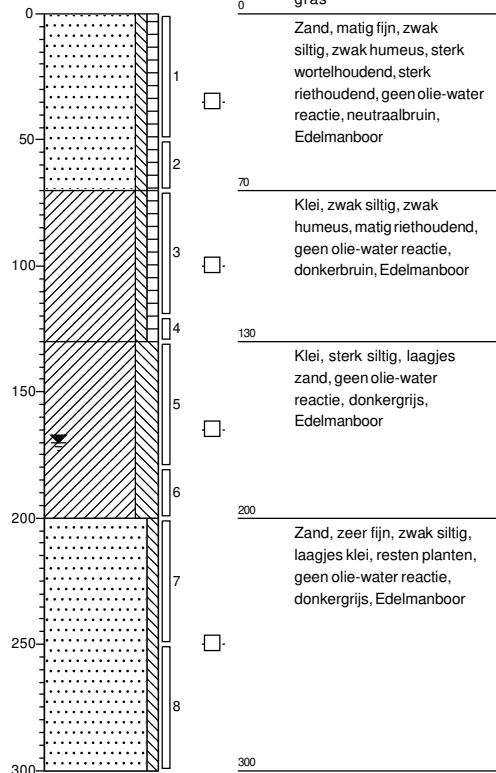 0
gras
0
Zand, matig fijn, zwak
siltig, zwak humeus, sterk
wortelhoudend, sterk
riethoudend, geen olie-water
reactie, neutraalbruin,
Edelmanboor
1
50
2
70
Klei, zwak siltig, zwak
humeus, matig riethoudend,
geen olie-water reactie,
donkerbruin, Edelmanboor
3
100
4
130
Klei, sterk siltig, laagjes
zand, geen olie-water
reactie, donkergrijs,
Edelmanboor
5
150
6
200
200
Zand, zeer fijn, zwak siltig,
laagjes klei, resten planten,
geen olie-water reactie,
donkergrijs, Edelmanboor
7
250
8
300
300